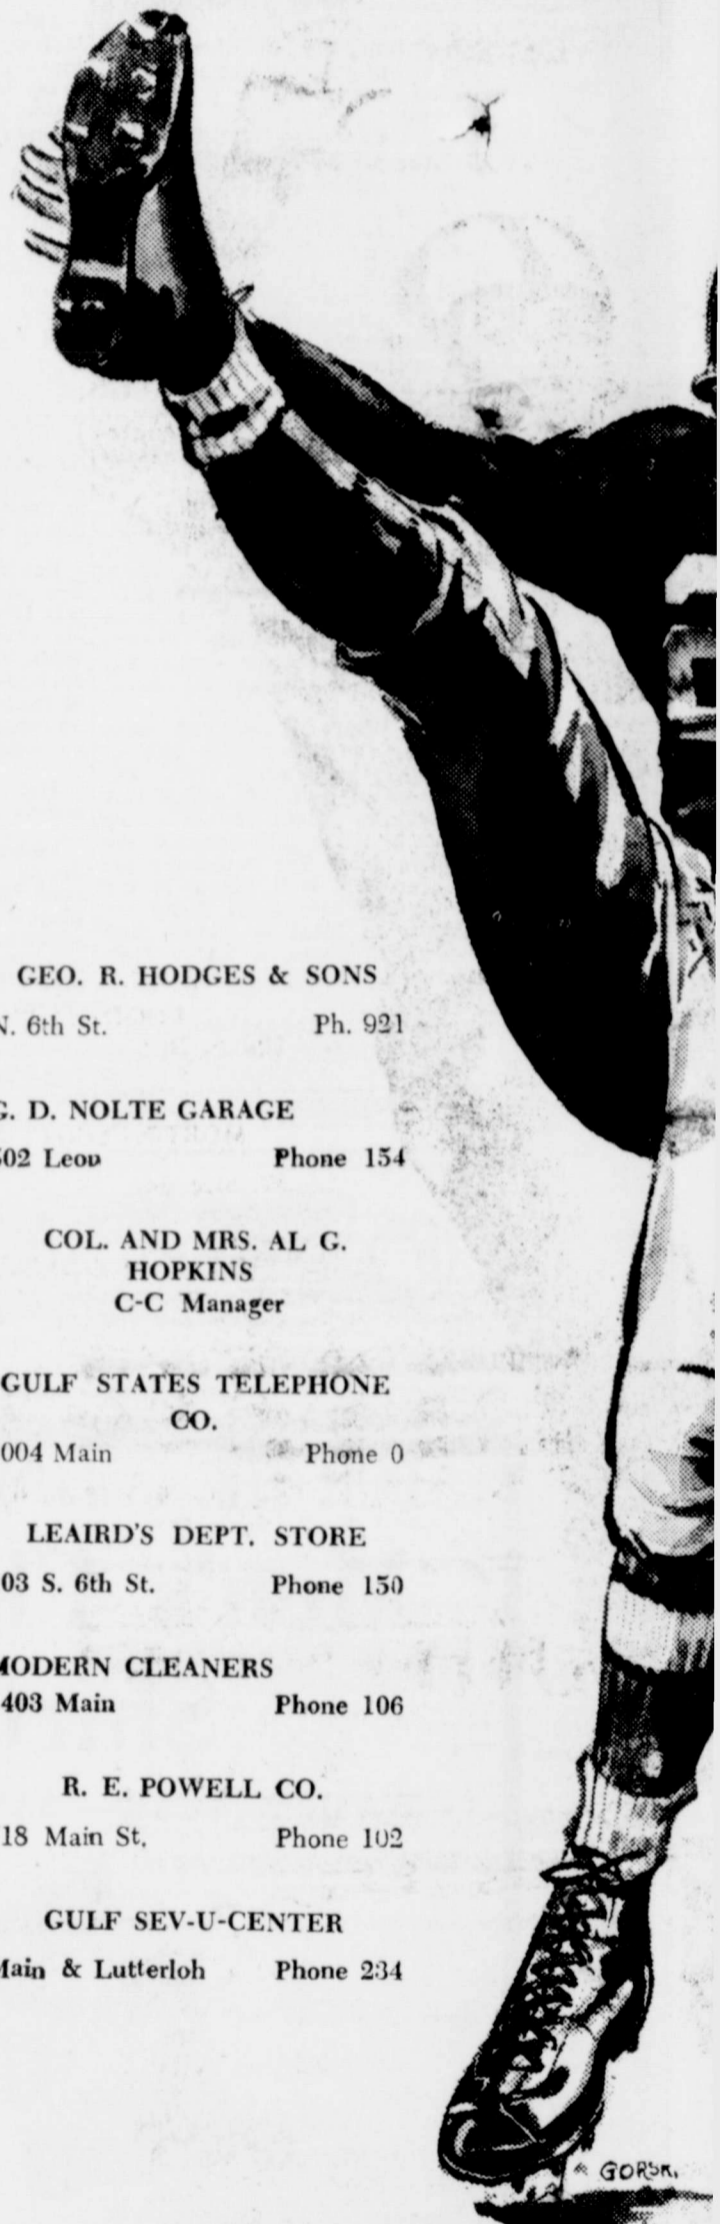 GEO. R. HODGES & SONS
N. 6th St. Ph. 921
G. D. NOLTE GARAGE
02 Leon Phone 154
COL. AND MRS. AL G.
HOPKINS
C-C Manager
GULF STATES TELEPHONE
CO.
004 Main Phone 0
LEAIRD'S DEPT. STORE
03 S. 6th St. Phone 150
MODERN CLEANERS
403 Main Phone 106
R. E. POWELL CO.
18 Main St. Phone 102
GULF SEV-U-CENTER
Main & Lutterloh Phone 234